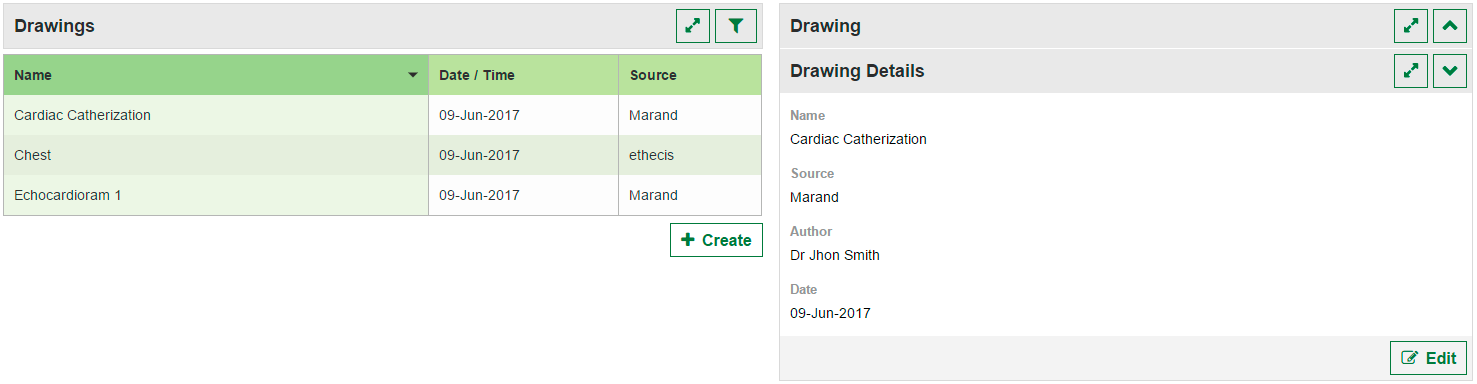 Drawings
Name Date / Time Source
Cardiac Catherization 09-Jun-2017 Marand
Chest 09-Jun-2017 ethecis
Echocardioram 1 09-Jun-2017 Marand
Create
Drawing
Drawing Details
Name
Cardiac Catherization
Source
Marand
Author
Dr Jhon Smith
Date
09-Jun-2017
Edit